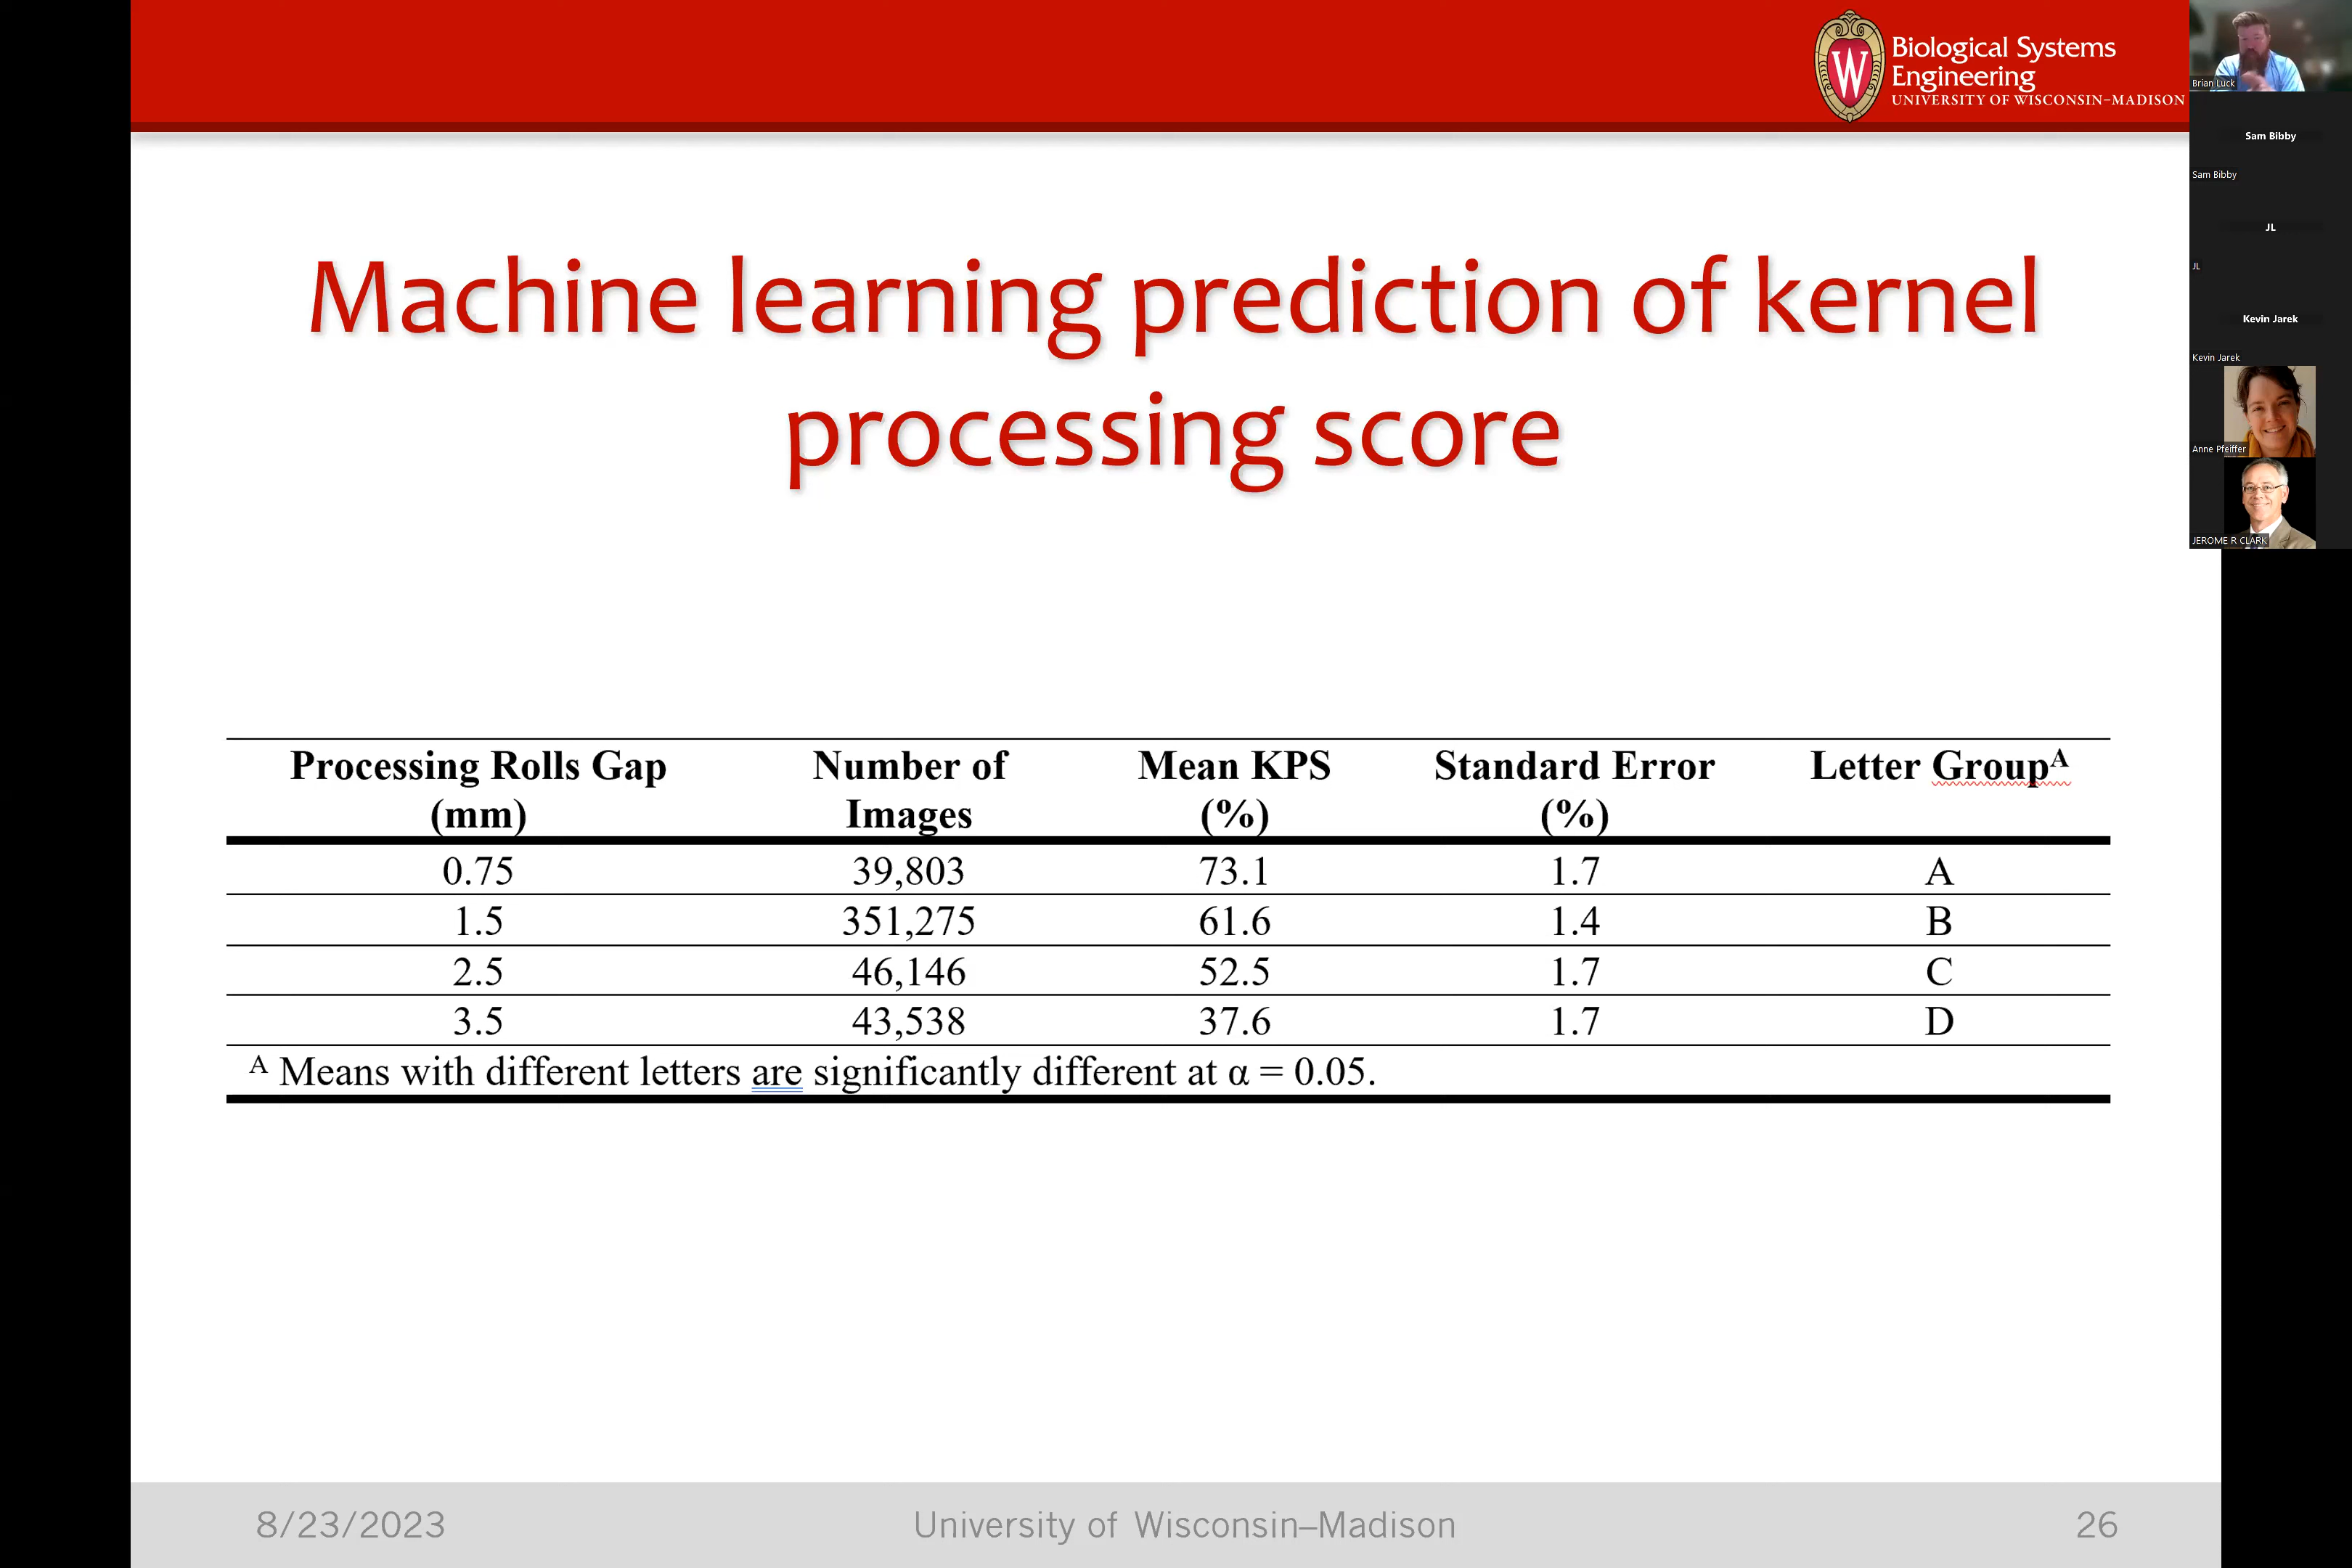 Biological Systems
Engineering
UNIVERSITY OF WISCONSIN–MADISON
Machine learning prediction of kernel
processing score
Processing Rolls Gap (mm) Number of Images Mean KPS (%) Standard Error (%) Letter Group^A
0.75 39,803 73.1 1.7 A
1.5 351,275 61.6 1.4 B
2.5 46,146 52.5 1.7 C
3.5 43,538 37.6 1.7 D
A Means with different letters are significantly different at α = 0.05.
8/23/2023 University of Wisconsin–Madison 26
Brian Luck
Sam Bibby
Sam Bibby
JL
JL
Kevin Jarek
Kevin Jarek
Anne Pfeiffer
JEROME R CLARK
W